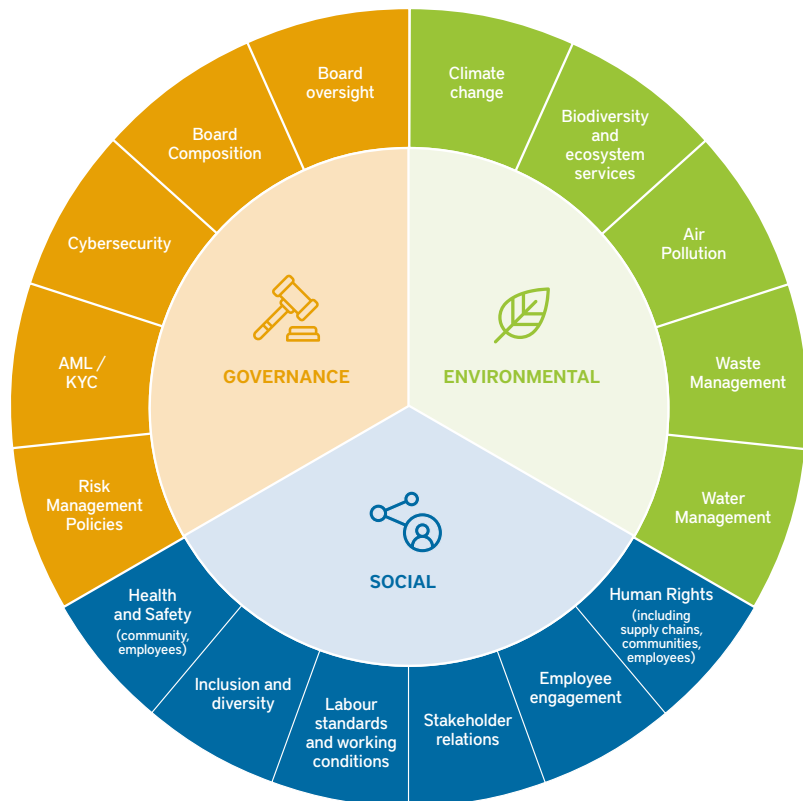 Board
oversight
Climate
change
Board
Composition
Biodiversity
and
ecosystem
services
Cybersecurity
Air
Pollution
AML /
KYC
GOVERNANCE
ENVIRONMENTAL
Waste
Management
Risk
Management
Policies
Water
Management
SOCIAL
Health
and Safety
(community,
employees)
Human Rights
(including
supply chains,
communities,
employees)
Inclusion and
diversity
Labour
standards
and working
conditions
Stakeholder
relations
Employee
engagement